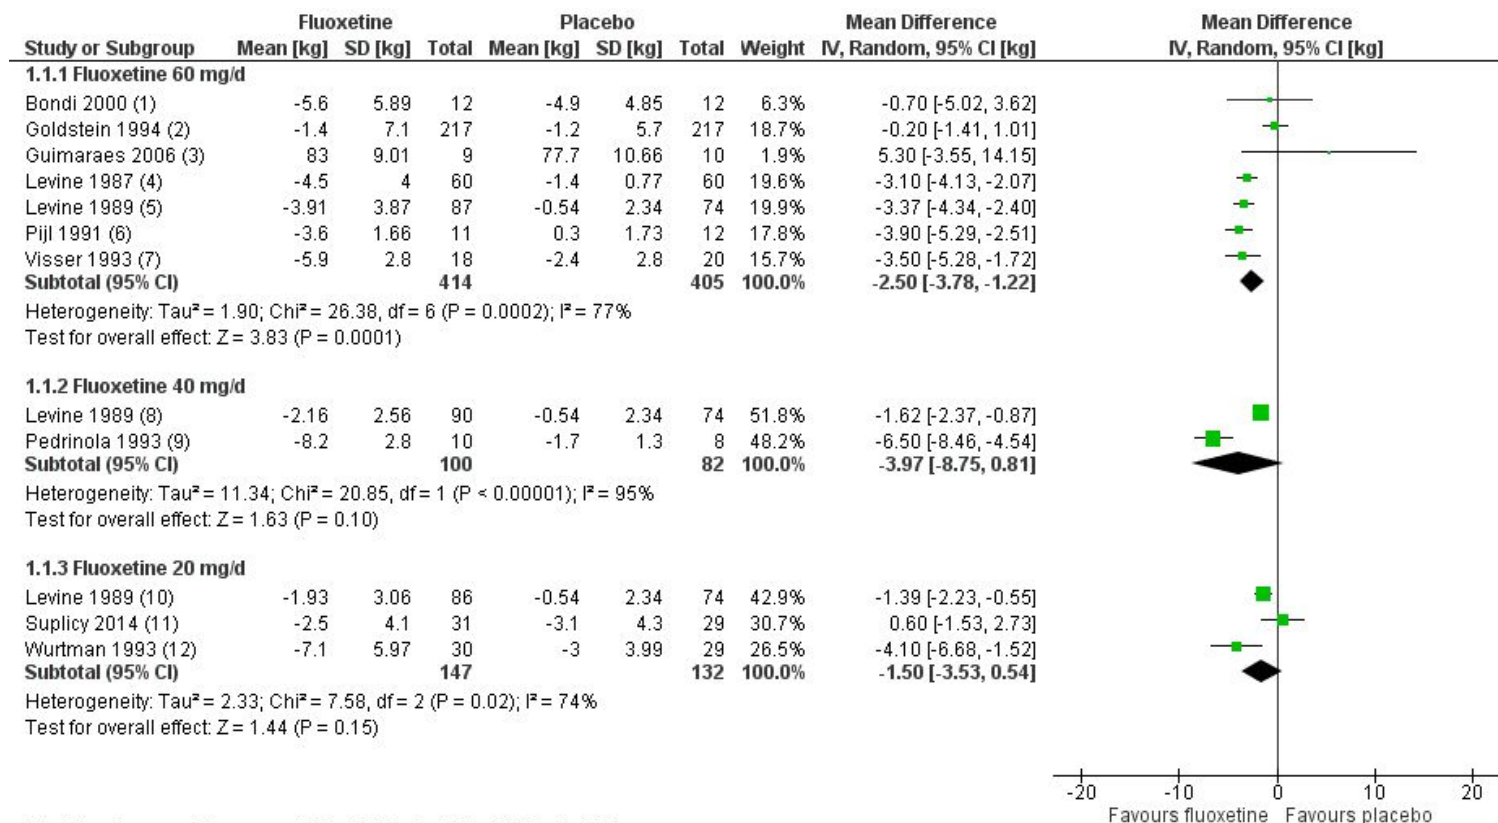 Fluoxetine Placebo Mean Difference Mean Difference
Study or Subgroup Mean [kg] SD [kg] Total Mean [kg] SD [kg] Total Weight IV, Random, 95% CI [kg] IV, Random, 95% CI [kg]
1.1.1 Fluoxetine 60 mg/d
Bondi 2000 (1) -5.6 5.89 12 -4.9 4.85 12 6.3% -0.70 [-5.02, 3.62]
Goldstein 1994 (2) -1.4 7.1 217 -1.2 5.7 217 18.7% -0.20 [-1.41, 1.01]
Guimaraes 2006 (3) 83 9.01 9 77.7 10.66 10 1.9% 5.30 [-3.55, 14.15]
Levine 1987 (4) -4.5 4 60 -1.4 0.77 60 19.6% -3.10 [-4.13, -2.07]
Levine 1989 (5) -3.91 3.87 87 -0.54 2.34 74 19.9% -3.37 [-4.34, -2.40]
Pijl 1991 (6) -3.6 1.66 11 0.3 1.73 12 17.8% -3.90 [-5.29, -2.51]
Visser 1993 (7) -5.9 2.8 18 -2.4 2.8 20 15.7% -3.50 [-5.28, -1.72]
Subtotal (95% CI) 414 405 100.0% -2.50 [-3.78, -1.22]
Heterogeneity: Tau² = 1.90; Chi² = 26.38, df = 6 (P = 0.0002); I² = 77%
Test for overall effect: Z = 3.83 (P = 0.0001)
1.1.2 Fluoxetine 40 mg/d
Levine 1989 (8) -2.16 2.56 90 -0.54 2.34 74 51.8% -1.62 [-2.37, -0.87]
Pedrinola 1993 (9) -8.2 2.8 10 -1.7 1.3 8 48.2% -6.50 [-8.46, -4.54]
Subtotal (95% CI) 100 82 100.0% -3.97 [-8.75, 0.81]
Heterogeneity: Tau² = 11.34; Chi² = 20.85, df = 1 (P < 0.00001); I² = 95%
Test for overall effect: Z = 1.63 (P = 0.10)
1.1.3 Fluoxetine 20 mg/d
Levine 1989 (10) -1.93 3.06 86 -0.54 2.34 74 42.9% -1.39 [-2.23, -0.55]
Suplicy 2014 (11) -2.5 4.1 31 -3.1 4.3 29 30.7% 0.60 [-1.53, 2.73]
Wurtman 1993 (12) -7.1 5.97 30 -3 3.99 29 26.5% -4.10 [-6.68, -1.52]
Subtotal (95% CI) 147 132 100.0% -1.50 [-3.53, 0.54]
Heterogeneity: Tau² = 2.33; Chi² = 7.58, df = 2 (P = 0.02); I² = 74%
Test for overall effect: Z = 1.44 (P = 0.15)
-20 -10 0 10 20
Favours fluoxetine Favours placebo